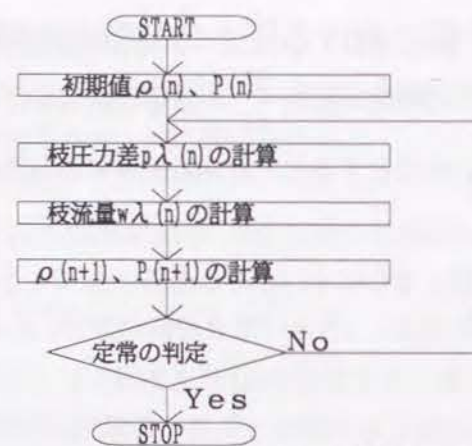 START
初期値ρ(n)、P(n)
枝圧力差pλ(n)の計算
枝流量wλ(n)の計算
ρ(n+1)、P(n+1)の計算
定常の判定
No
Yes
STOP